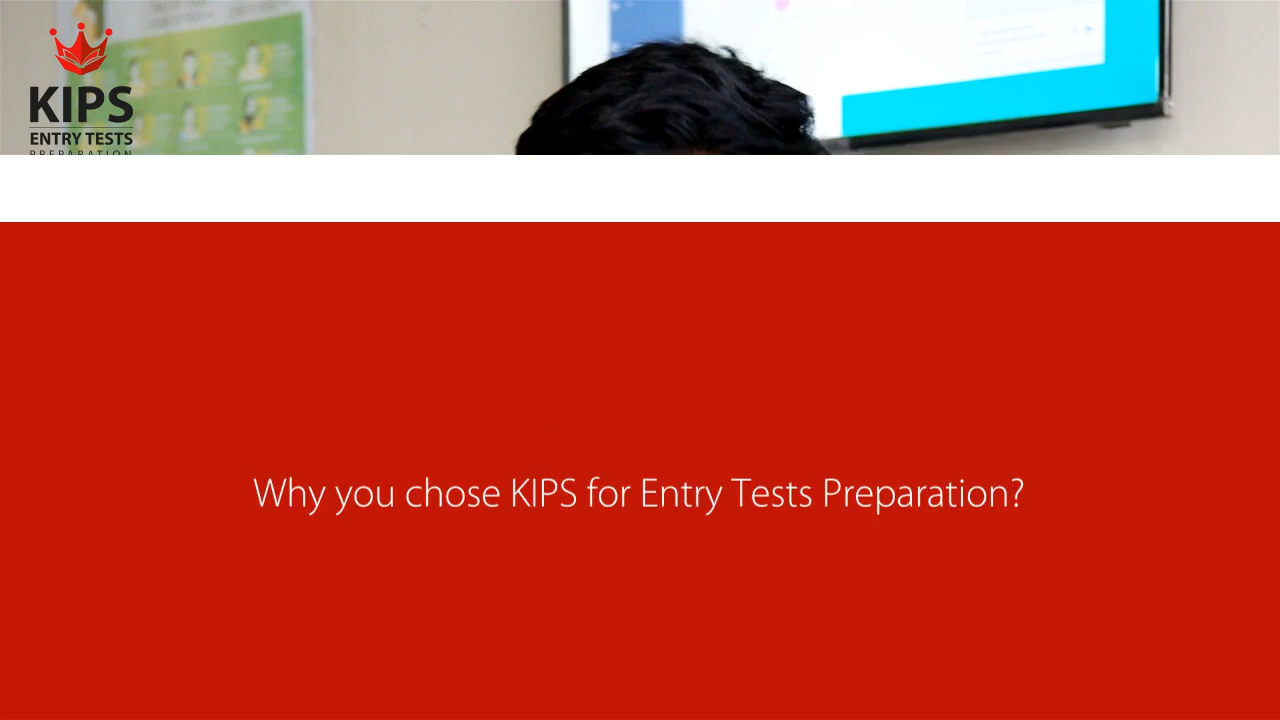 KIPS
ENTRY TESTS
PREPARATION
Why you chose KIPS for Entry Tests Preparation?